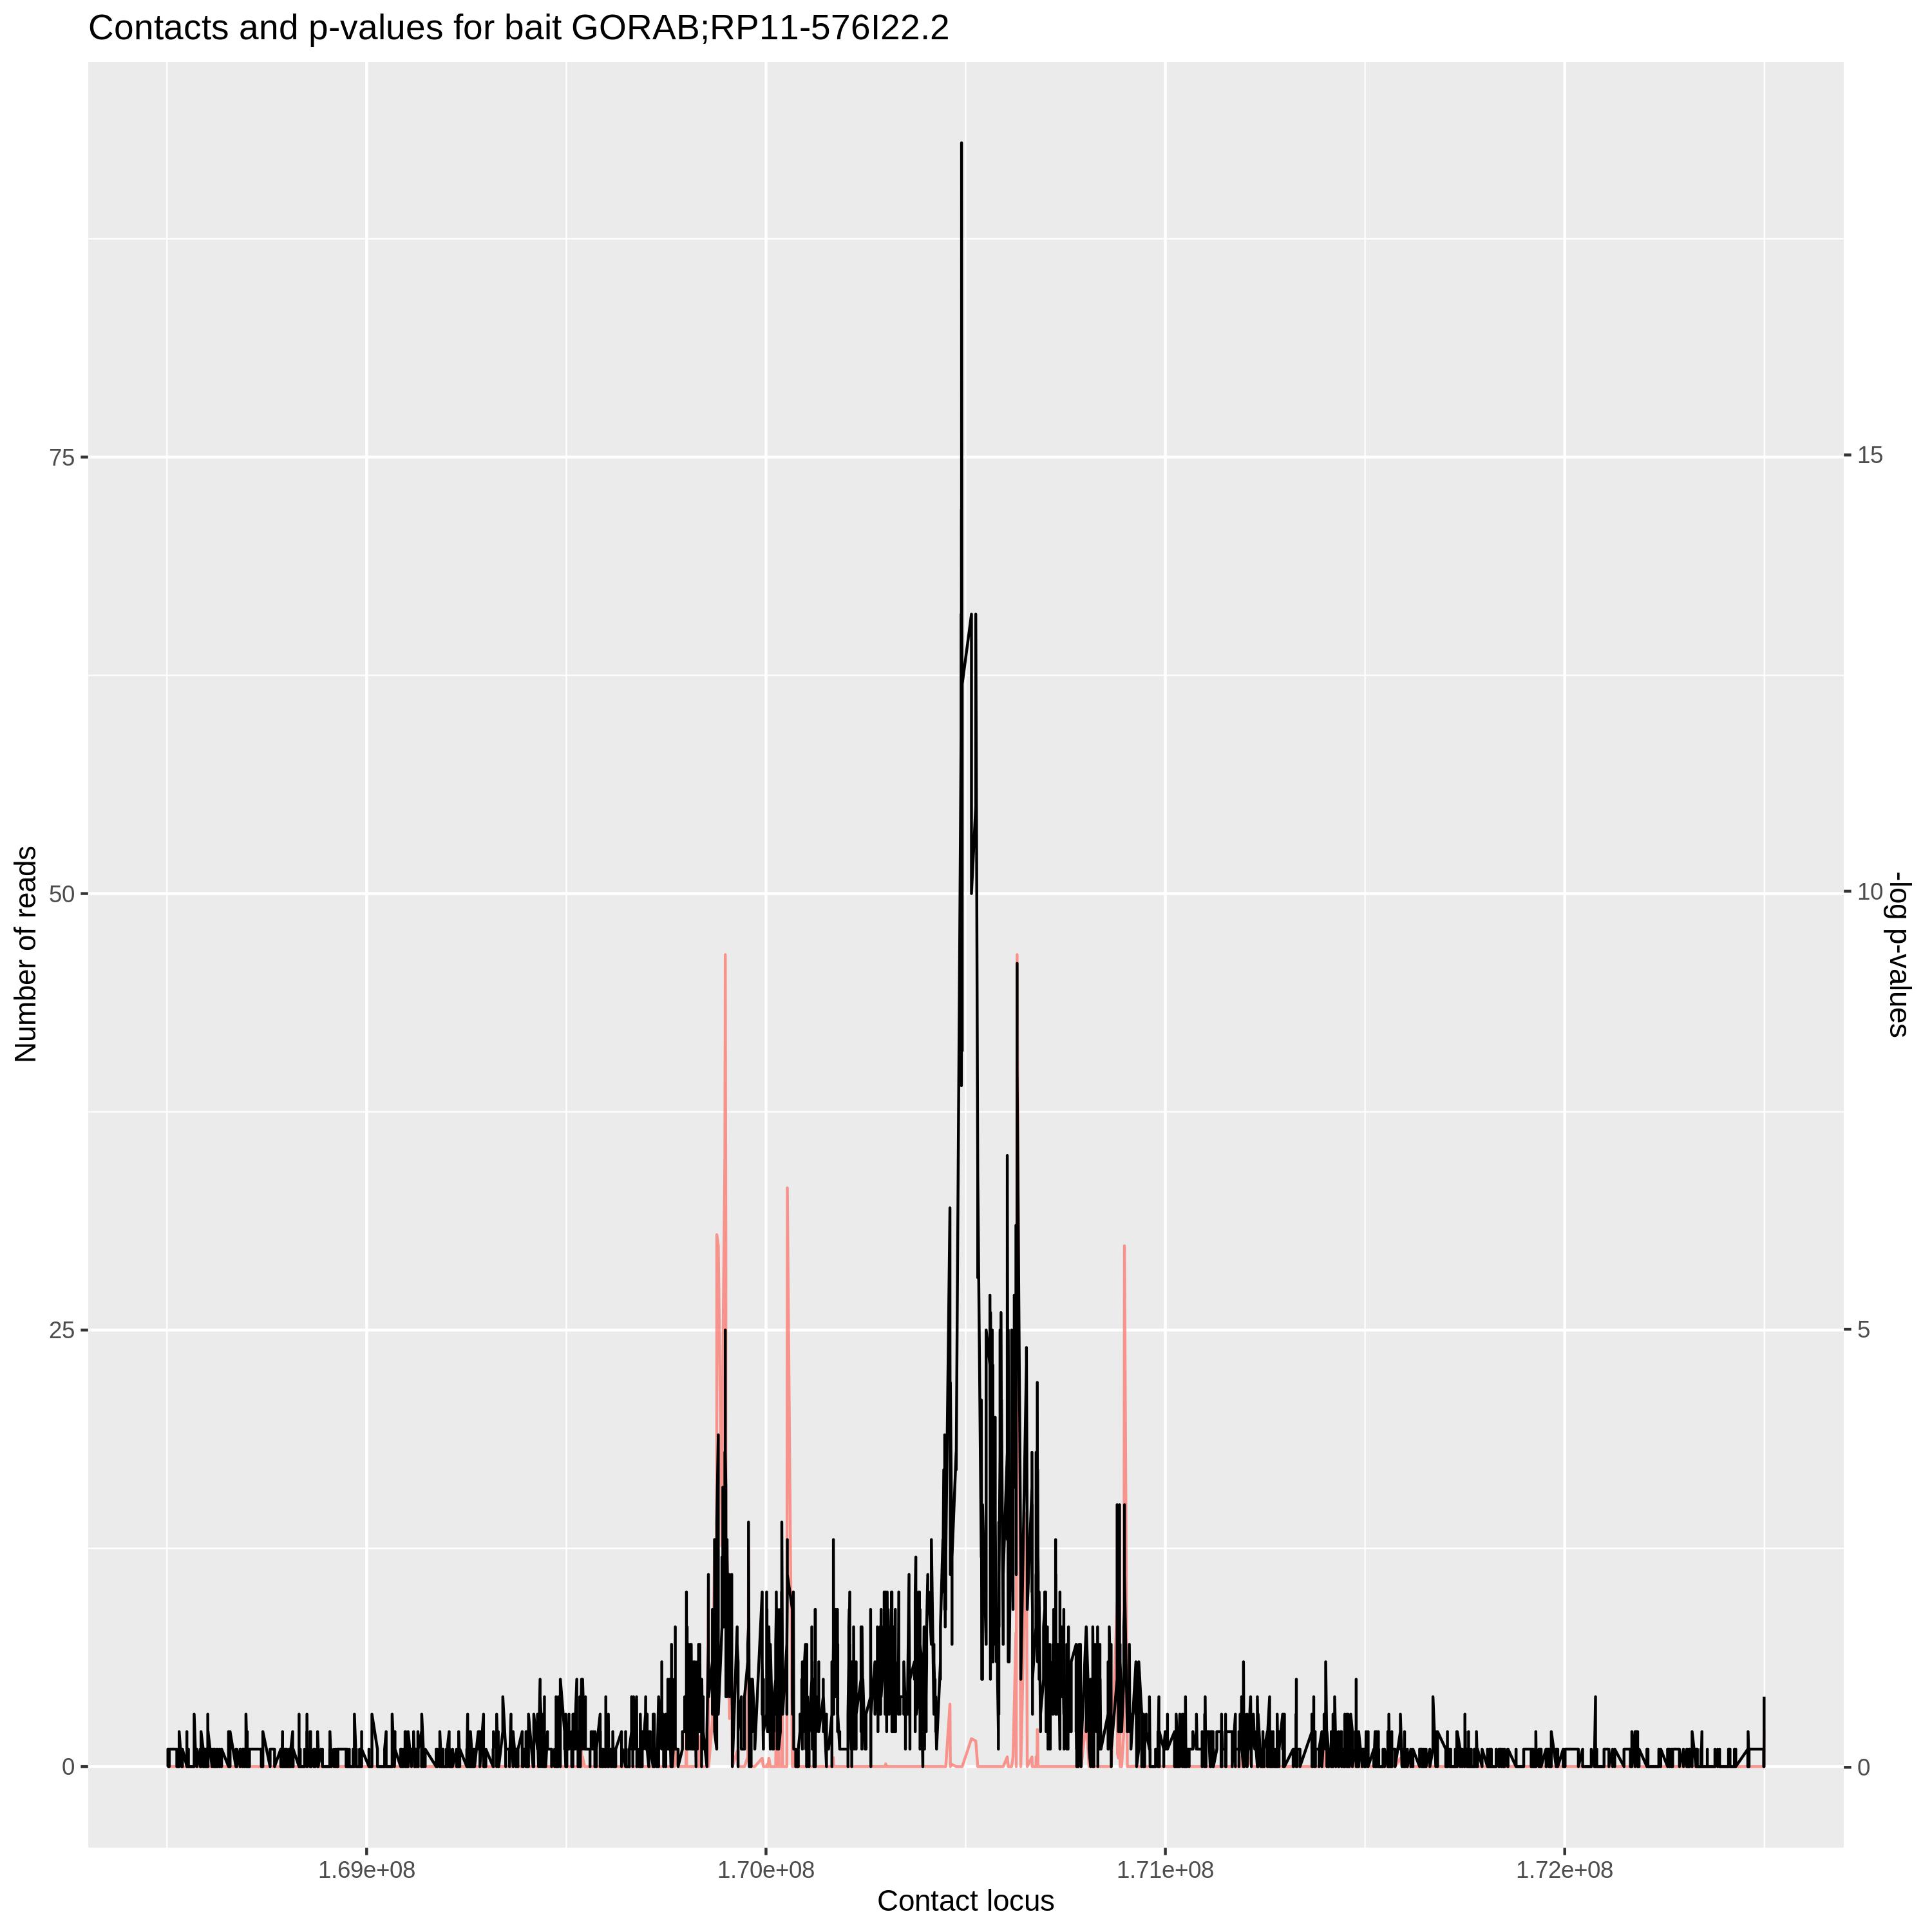 Contacts and p-values for bait GORAB;RP11-576I22.2
75
50
25
0
15
10
5
0
Number of reads
-log p-values
1.69e+08
1.70e+08
1.71e+08
1.72e+08
Contact locus